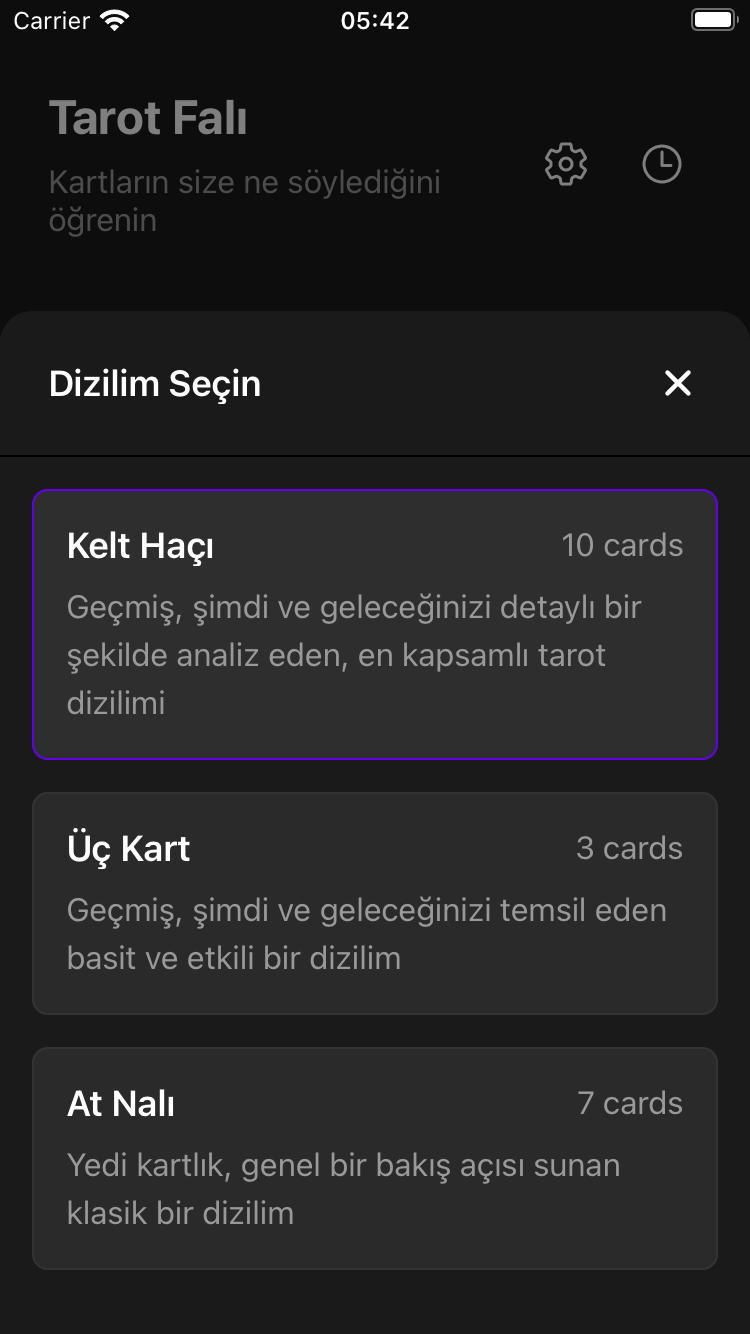 Carrier 05:42
Tarot Falı
Kartların size ne söylediğini
öğrenin
Dizilim Seçin
Kelt Haçı 10 cards
Geçmiş, şimdi ve geleceğinizi detaylı bir
şekilde analiz eden, en kapsamlı tarot
dizilimi
Üç Kart 3 cards
Geçmiş, şimdi ve geleceğinizi temsil eden
basit ve etkili bir dizilim
At Nalı 7 cards
Yedi kartlık, genel bir bakış açısı sunan
klasik bir dizilim